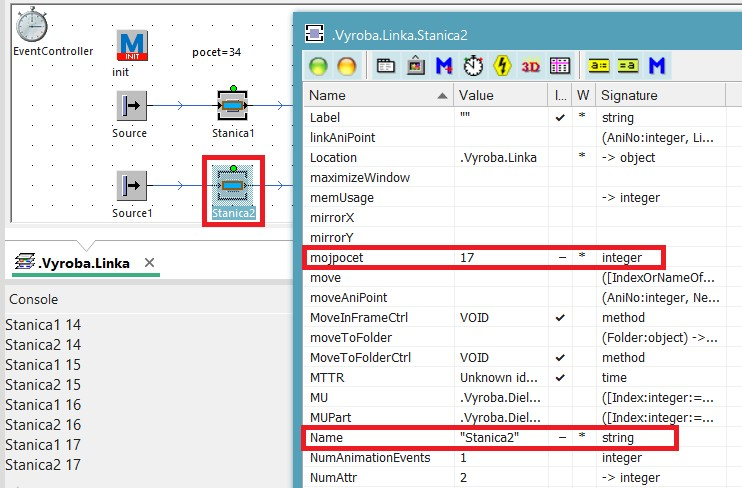 EventController
M
INIT
init
pocet=34
Source
Stanica1
Source1
Stanica2
.Vyroba.Linka
Console
Stanica1 14
Stanica2 14
Stanica1 15
Stanica2 15
Stanica1 16
Stanica2 16
Stanica1 17
Stanica2 17
.Vyroba.Linka.Stanica2
M 3D a:= =a M
Name Value I... W Signature
Label "" * string
linkAniPoint (AniNo:integer, Li...
Location .Vyroba.Linka * -> object
maximizeWindow
memUsage -> integer
mirrorX
mirrorY
mojpocet 17 – * integer
move ([IndexOrNameOf...
moveAniPoint (AniNo:integer, Ne...
MoveInFrameCtrl VOID method
moveToFolder (Folder:object) ->...
MoveToFolderCtrl VOID method
MTTR Unknown id... time
MU .Vyroba.Diel... ([Index:integer:=...
MUPart .Vyroba.Diel... ([Index:integer:=...
Name "Stanica2" – * string
NumAnimationEvents 1 integer
NumAttr 2 -> integer